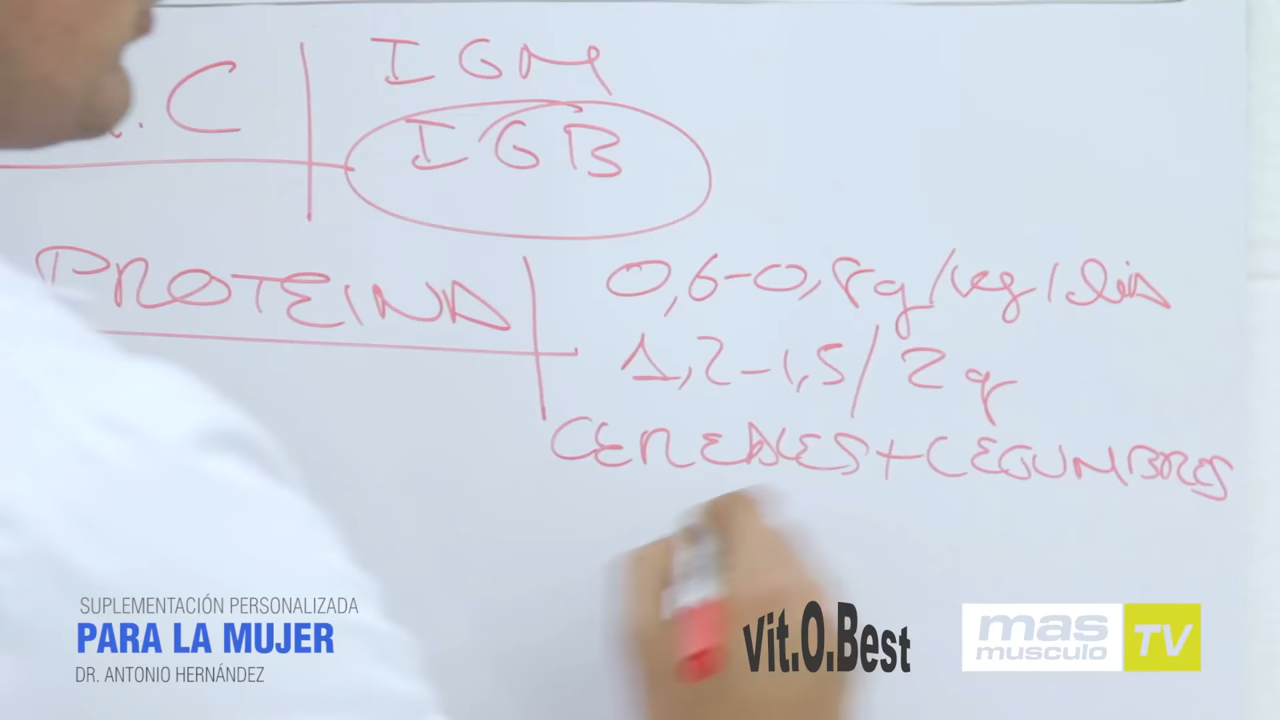 . C
IGM
IGB
PROTEINA
0,6-0,8g/kg/dia
1,2-1,5/2g
CEREALES+LEGUMBRES
SUPLEMENTACIÓN PERSONALIZADA
PARA LA MUJER
DR. ANTONIO HERNÁNDEZ
Vit.O.Best
mas
musculo
TV